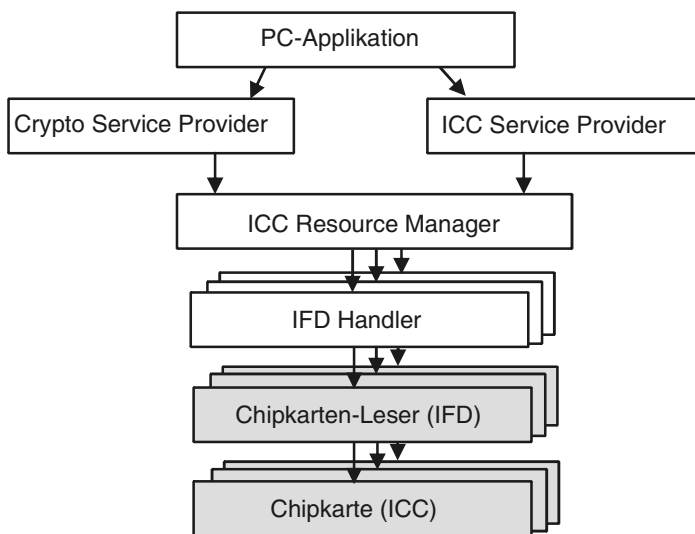 PC-Applikation
Crypto Service Provider
ICC Service Provider
ICC Resource Manager
IFD Handler
Chipkarten-Leser (IFD)
Chipkarte (ICC)